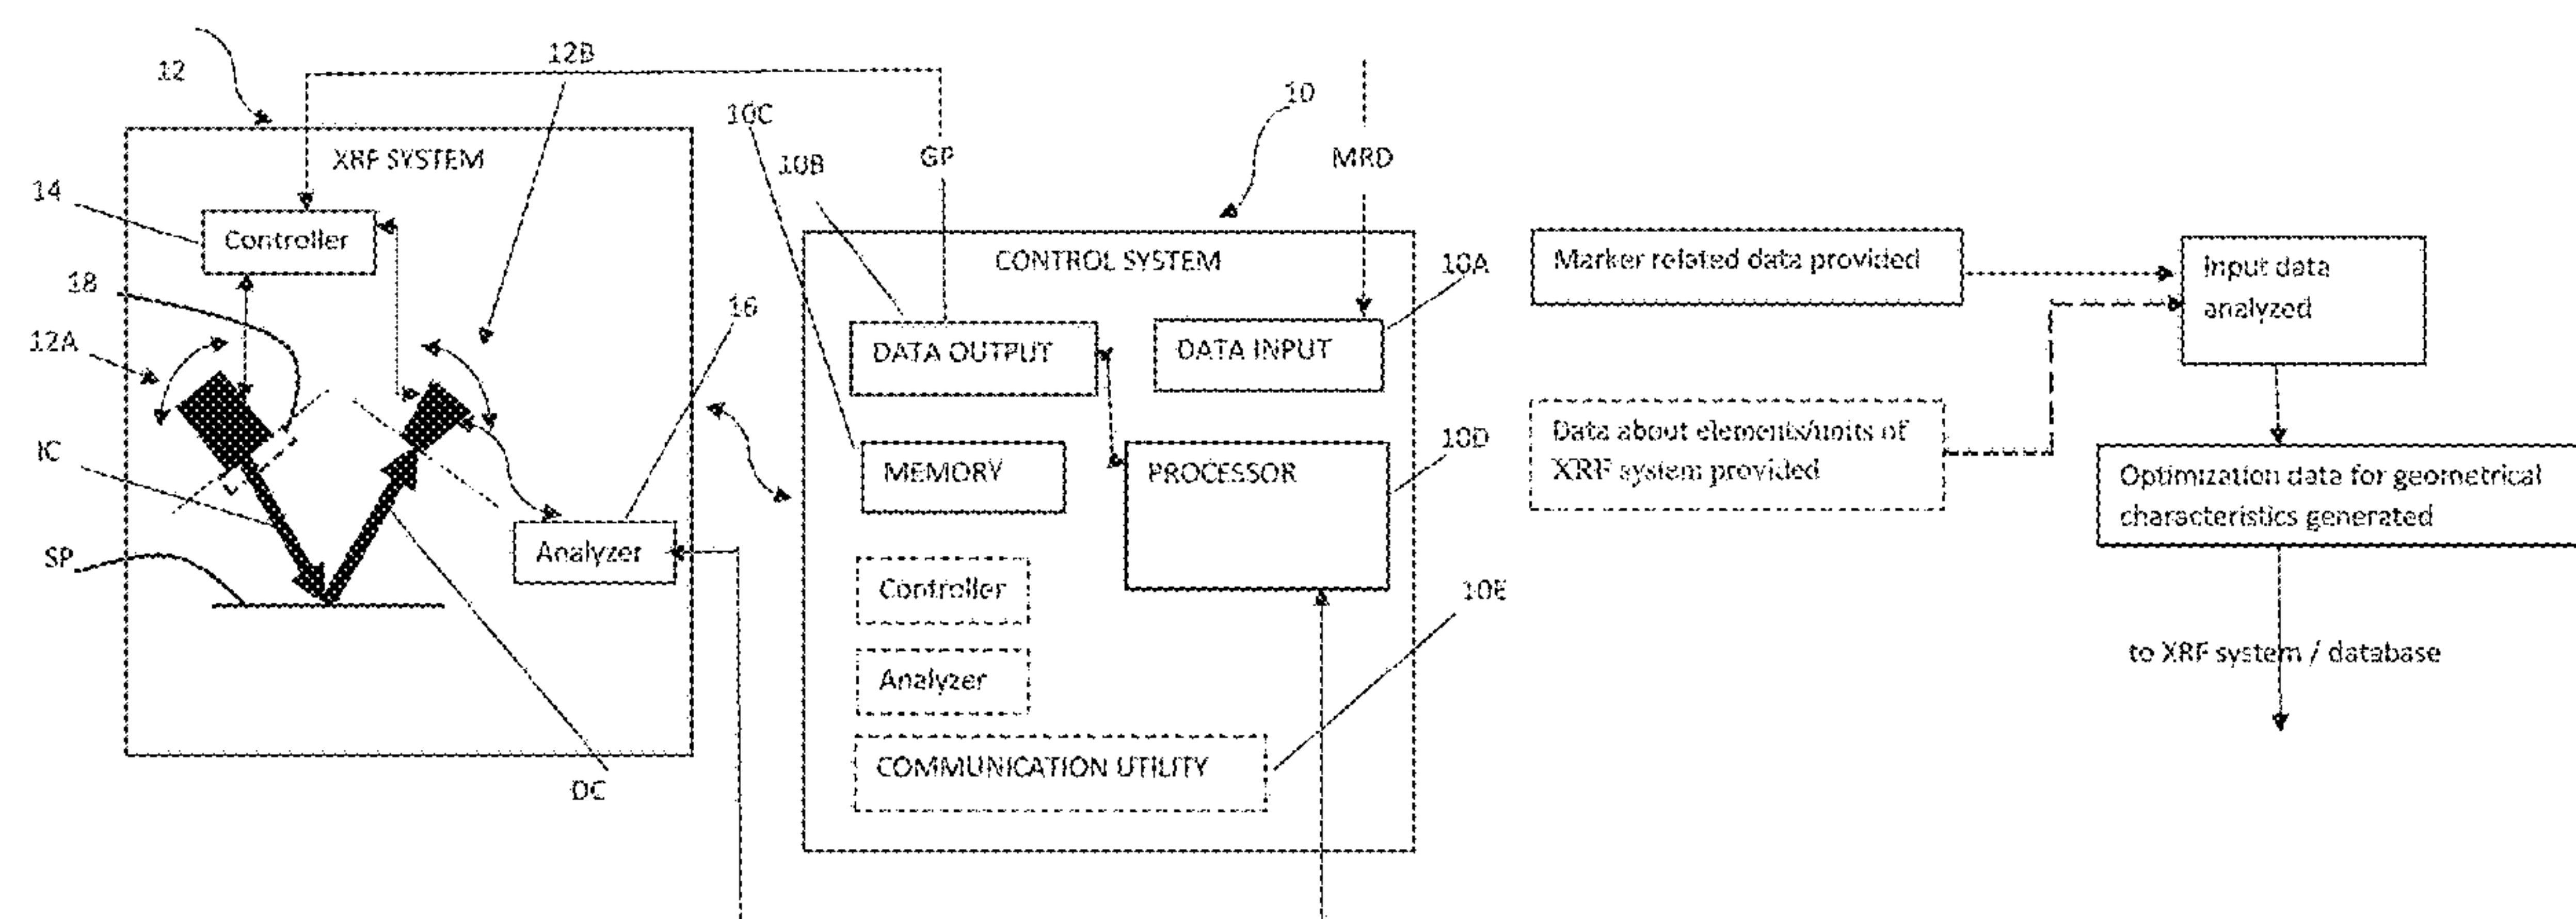 12
12B
10
10C
XRF SYSTEM
10B
GP
MRD
14
Controller
CONTROL SYSTEM
10A
18
16
12A
DATA OUTPUT
DATA INPUT
IC
MEMORY
PROCESSOR
10D
SP
Analyzer
Controller
10E
Analyzer
COMMUNICATION UTILITY
DC
Marker related data provided
Input data
analyzed
Data about elements/units of
XRF system provided
Optimization data for geometrical
characteristics generated
to XRF system / database